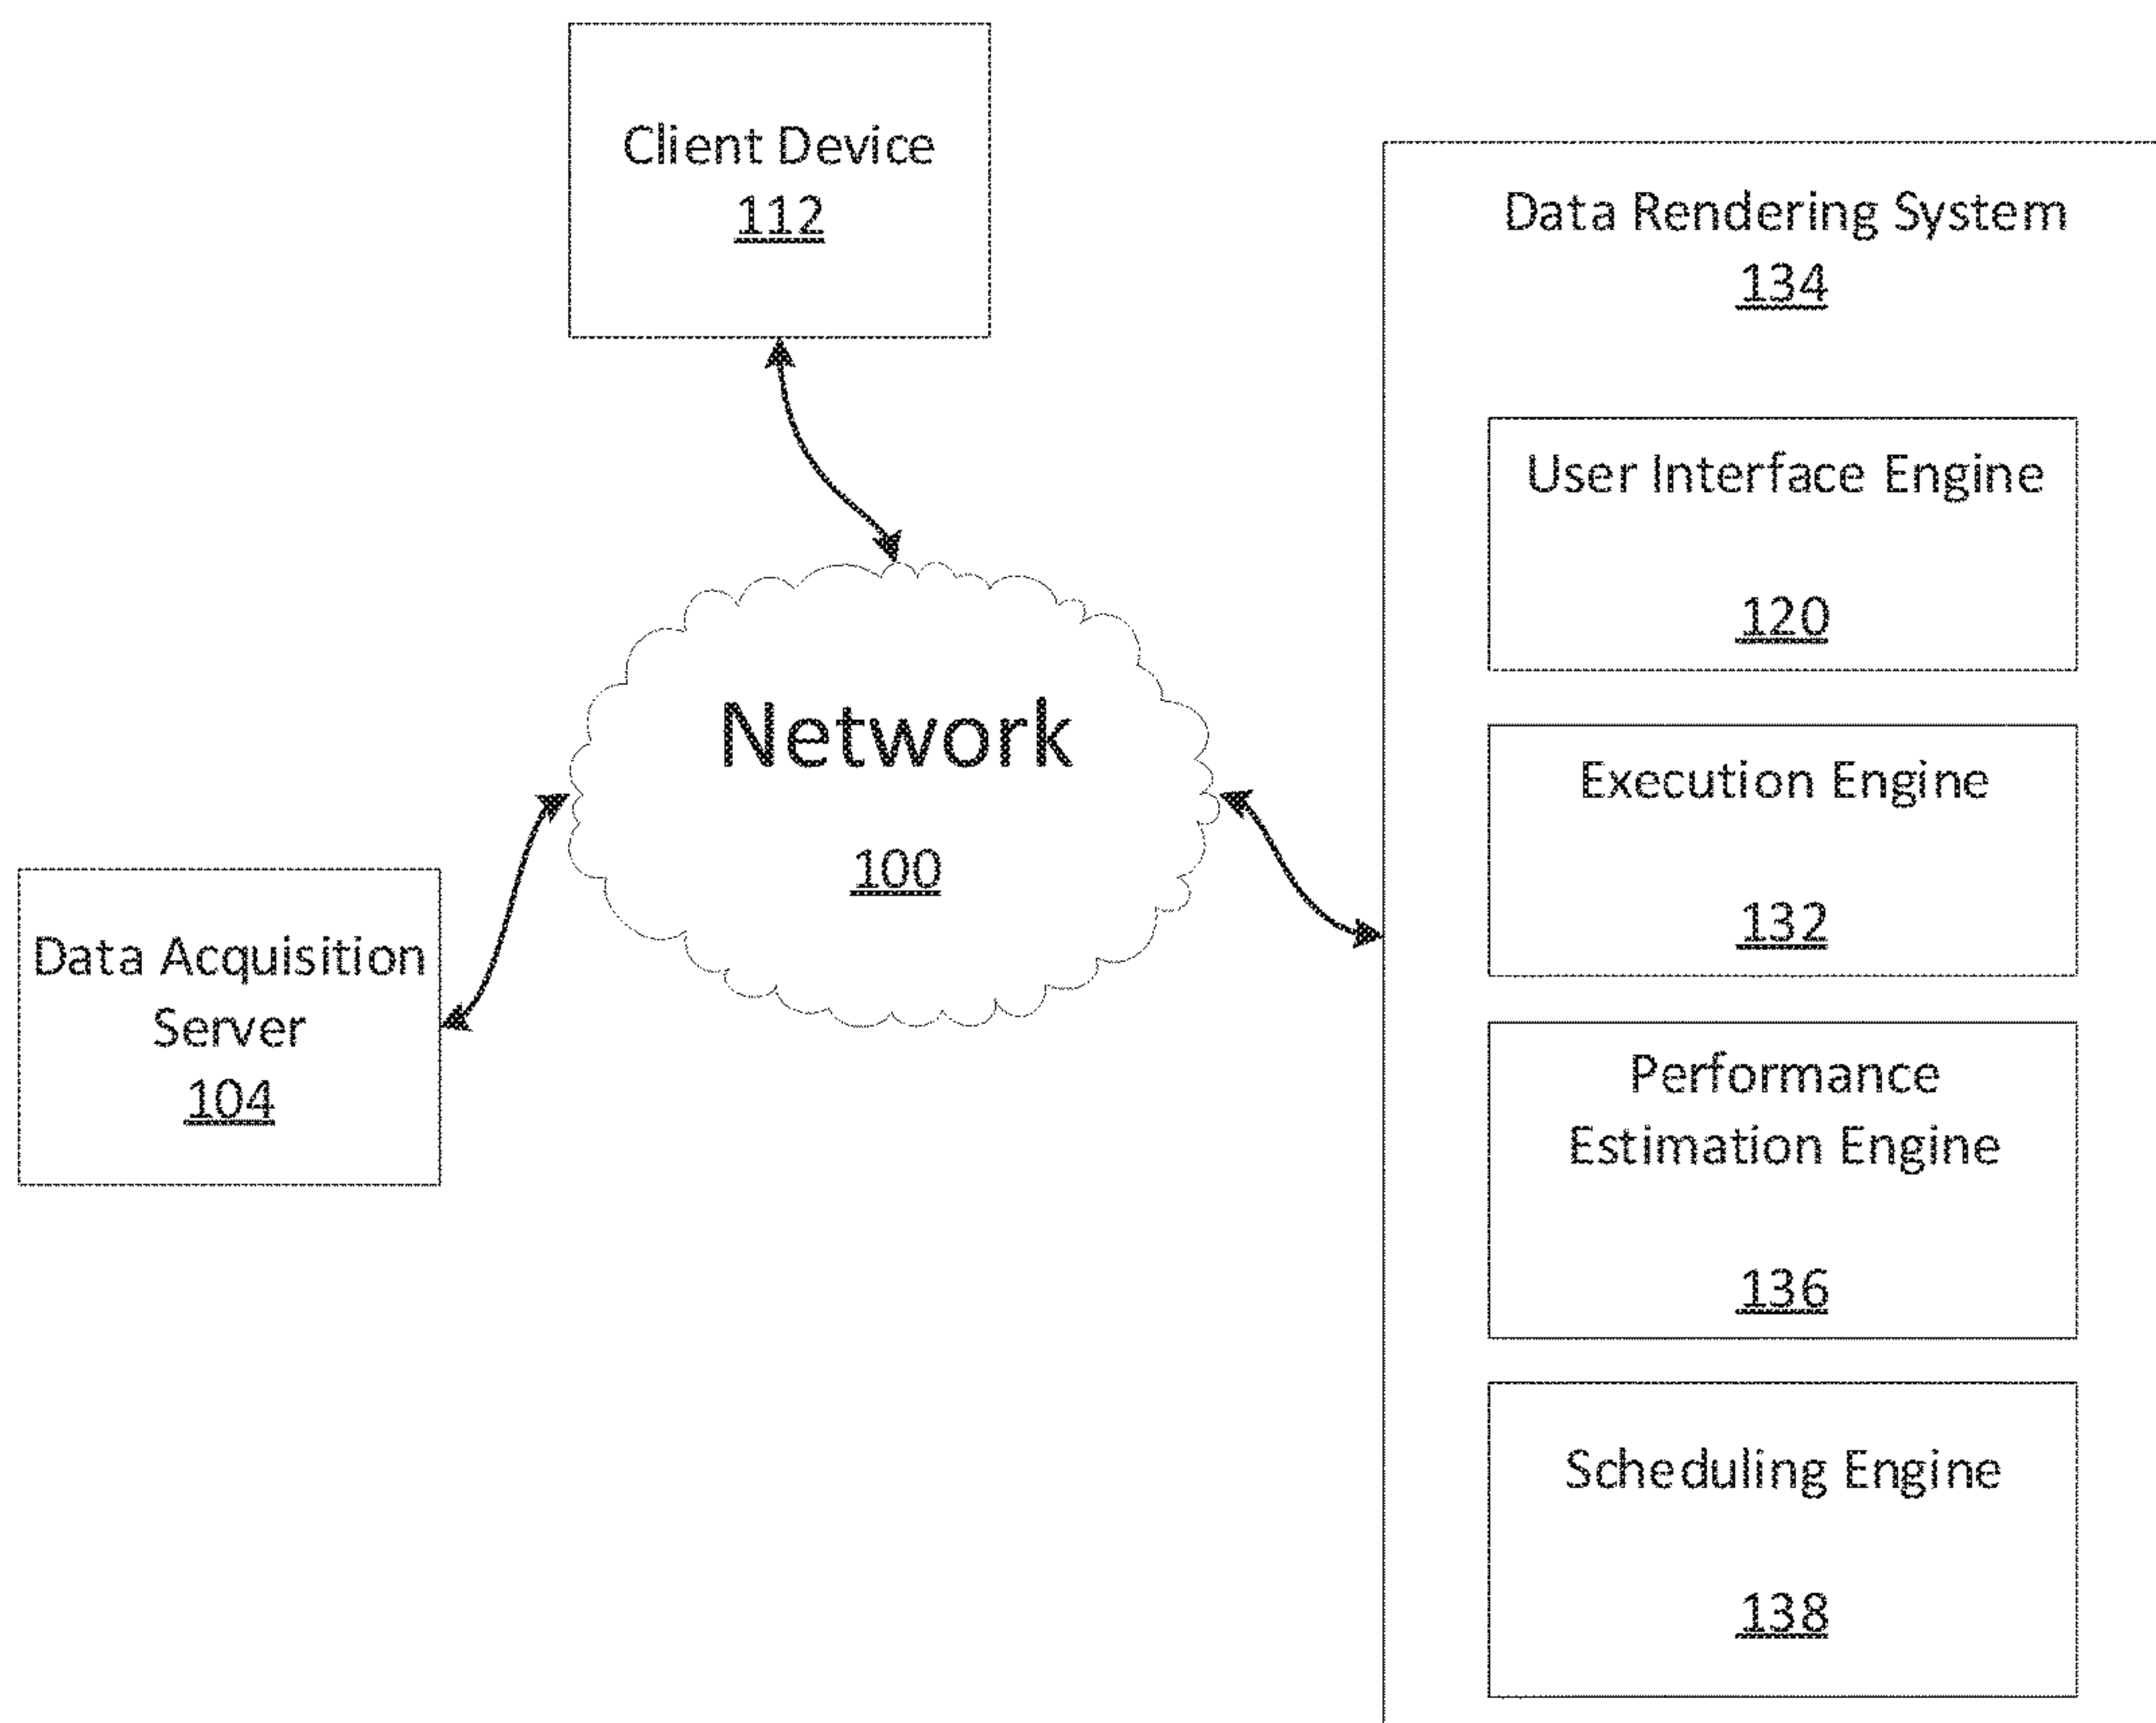 Client Device
112
Data Rendering System
134
User Interface Engine
120
Network
100
Execution Engine
132
Data Acquisition
Server
104
Performance
Estimation Engine
136
Scheduling Engine
138